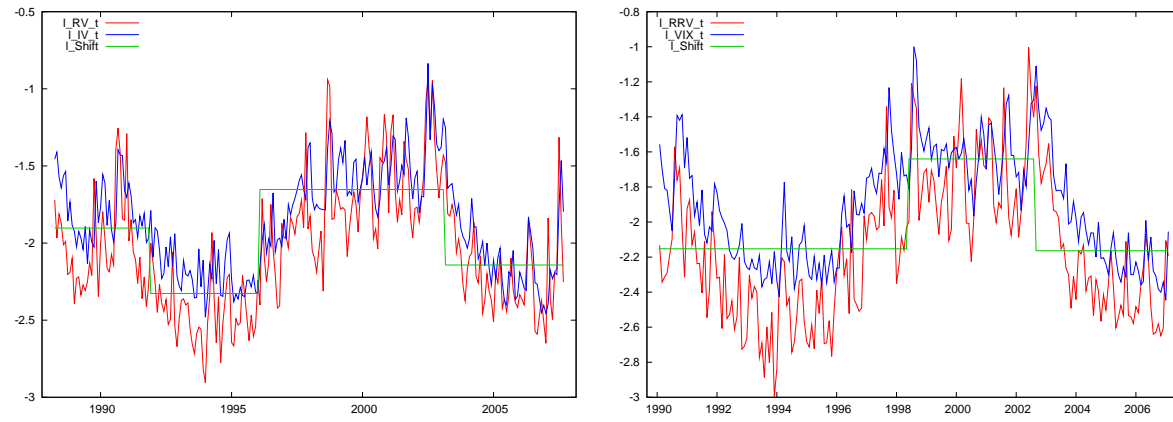 -0.5
-1
-1.5
-2
-2.5
-3
1990 1995 2000 2005
l_RV_t
l_IV_t
l_Shift
-0.8
-1
-1.2
-1.4
-1.6
-1.8
-2
-2.2
-2.4
-2.6
-2.8
-3
1990 1992 1994 1996 1998 2000 2002 2004 2006
l_RRV_t
l_VIX_t
l_Shift